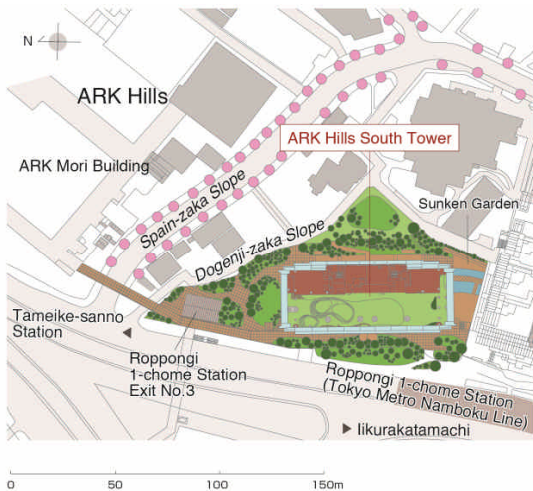 N
ARK Hills
ARK Hills South Tower
ARK Mori Building
Spain-zaka Slope
Sunken Garden
Dogenji-zaka Slope
Tameike-sanno
Station
Roppongi
1-chome Station
Exit No.3
Roppongi 1-chome Station
(Tokyo Metro Namboku Line)
Iikurakatamachi
0 50 100 150m